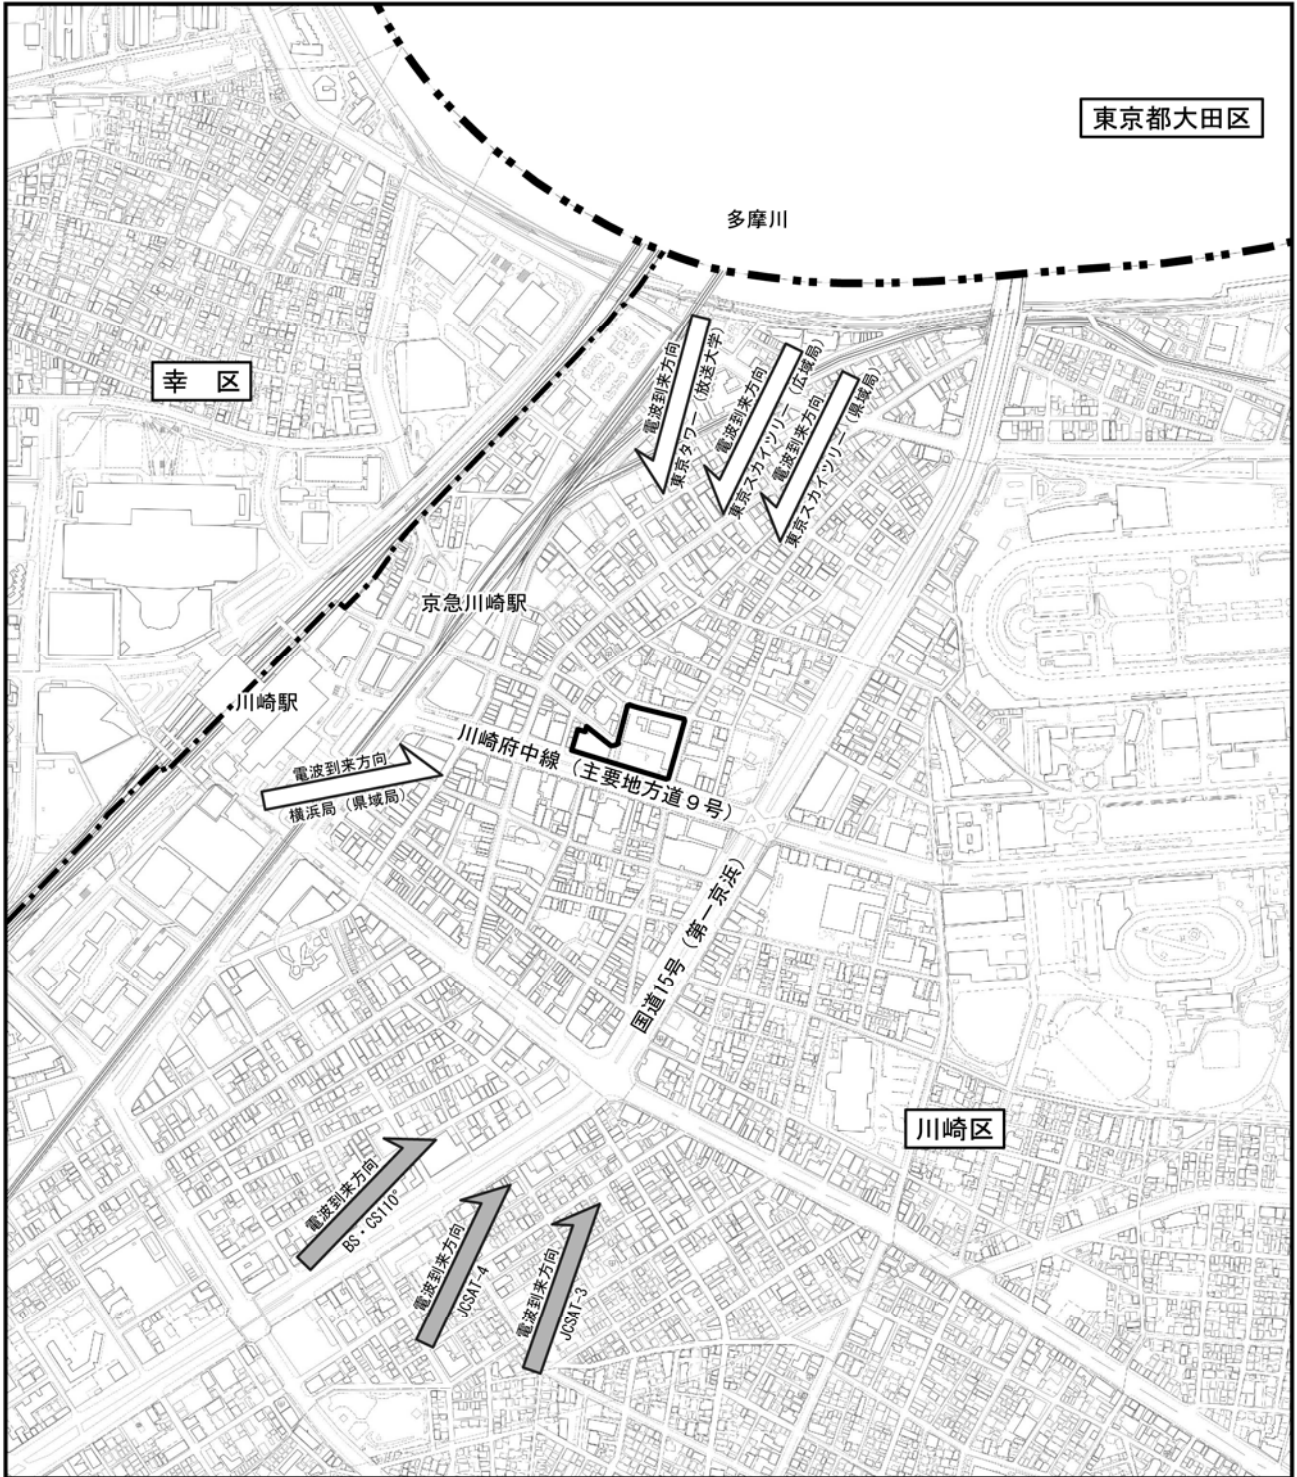 東京都大田区
多摩川
幸　区
電波到来方向
東京タワー（放送大学）
電波到来方向
東京スカイツリー（広域局）
電波到来方向
東京スカイツリー（県域局）
京急川崎駅
川崎駅
川崎府中線（主要地方道９号）
電波到来方向
横浜局（県域局）
国道15号（第一京浜）
川崎区
電波到来方向
BS・CS110°
電波到来方向
JCSAT-4
電波到来方向
JCSAT-3